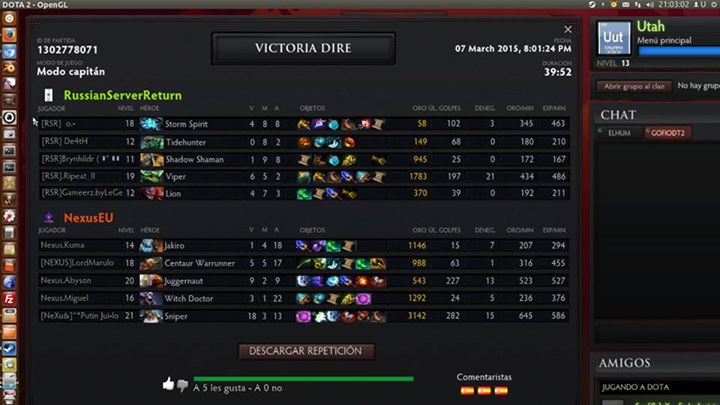 DOTA 2 - OpenGL
21:03:02
ID DE PARTIDA
1302778071
MODO DE JUEGO
Modo capitán
VICTORIA DIRE
FECHA
07 March 2015, 8:01:24 PM
DURACIÓN
39:52
RussianServerReturn
JUGADOR NIVEL HÉROE V M A OBJETOS ORO ÚL. GOLPES DENEG. ORO/MIN EXP/MIN
[RSR] o.- 18 Storm Spirit 4 8 8 58 102 3 345 463
[RSR] De4tH 12 Tidehunter 0 8 2 149 68 0 180 210
[RSR]Brynhildr 11 Shadow Shaman 1 9 8 945 25 0 172 167
[RSR].Ripeat_II 19 Viper 6 5 2 1783 197 21 434 486
[RSR]Gameerz.byLeGe 12 Lion 4 7 3 370 39 0 192 211
NexusEU
JUGADOR NIVEL HÉROE V M A OBJETOS ORO ÚL. GOLPES DENEG. ORO/MIN EXP/MIN
Nexus.Kuma 14 Jakiro 1 4 18 1146 15 7 207 294
[NEXUS]LordMarulo 18 Centaur Warrunner 5 5 17 988 63 1 316 455
Nexus.Abyson 20 Juggernaut 9 2 9 543 227 13 523 527
Nexus.Miguel 16 Witch Doctor 3 1 22 1292 24 5 236 376
[NeXu&]^*Putin Jui-lo 21 Sniper 18 3 13 3142 282 15 645 586
DESCARGAR REPETICIÓN
A 5 les gusta - A 0 no
Comentaristas
Uut
Utah
Menú principal
NIVEL 13
Abrir grupo al clan
No hay grupo
CHAT
ELHUM
GOFIODT2
AMIGOS
JUGANDO A DOTA